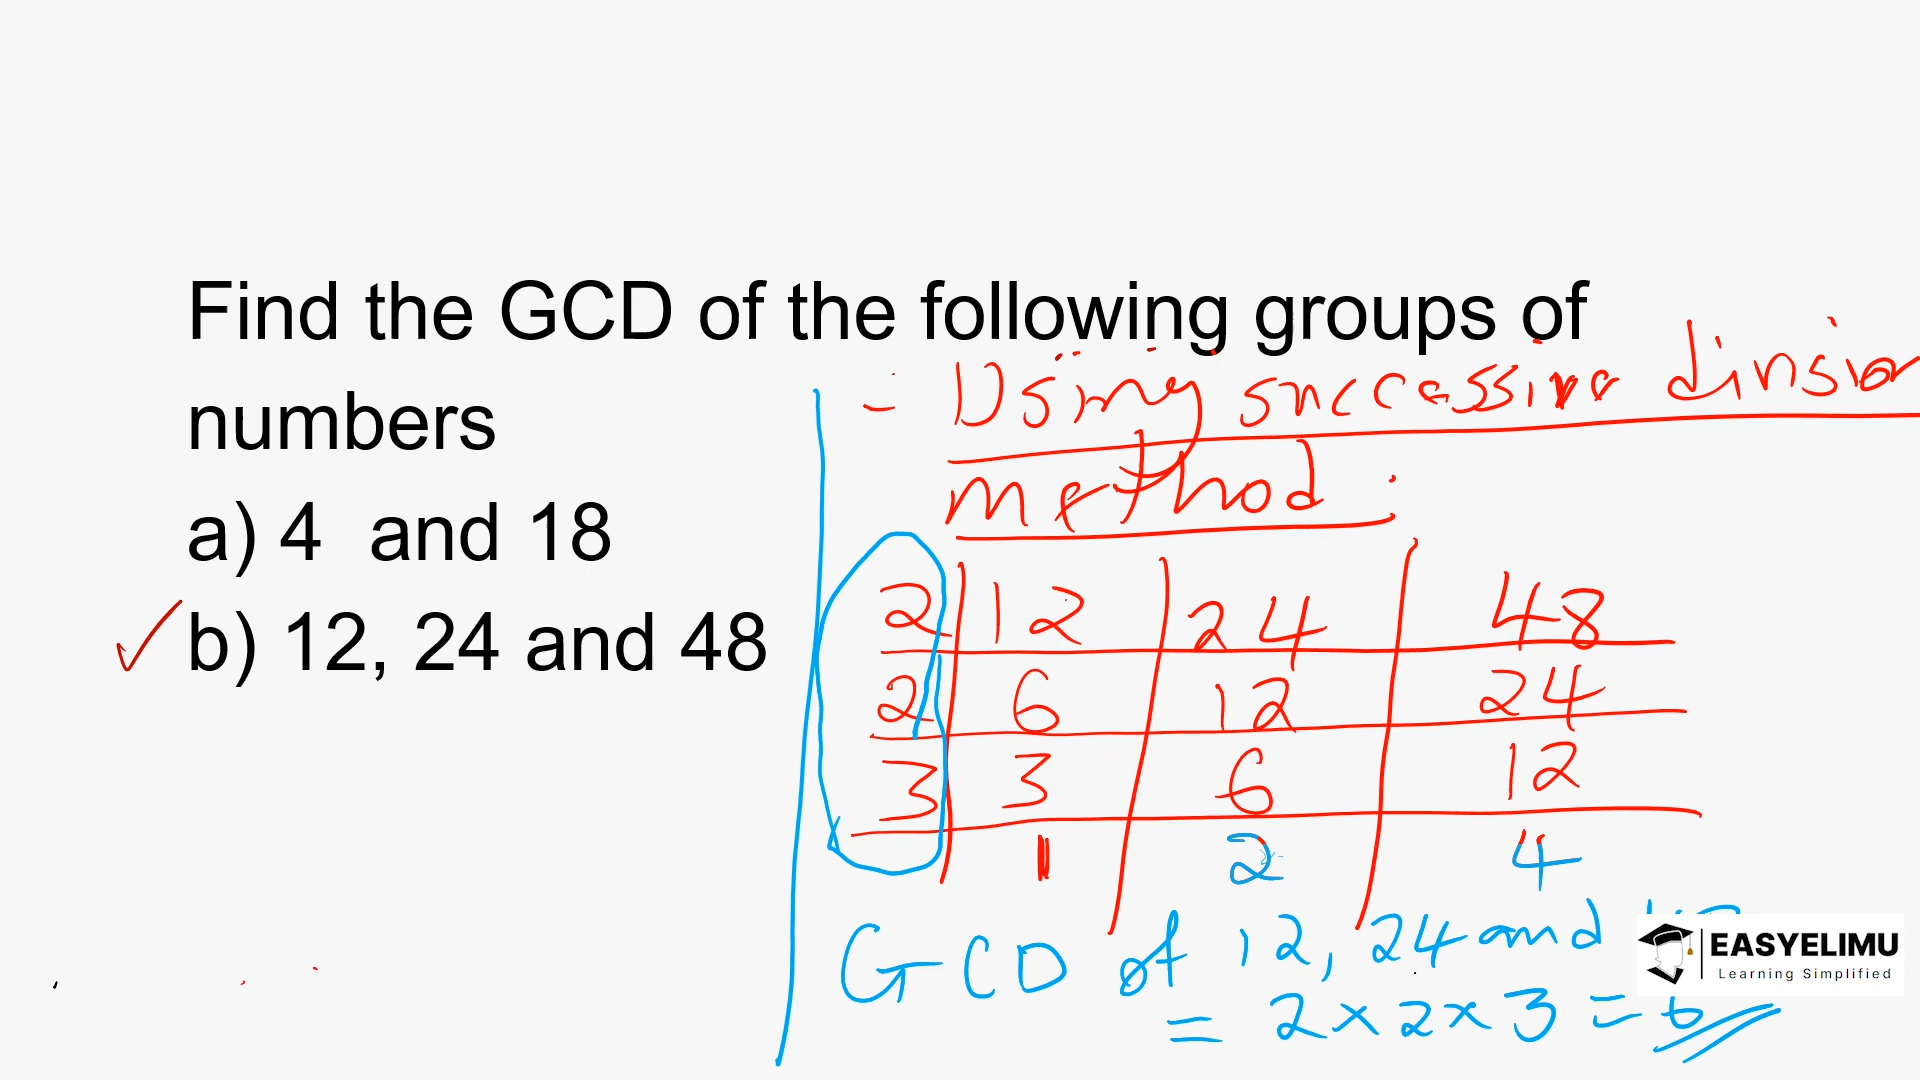 Find the GCD of the following groups of
numbers
a) 4 and 18
b) 12, 24 and 48
- Using successive division
method:
2 12 24 48
2 6 12 24
3 3 6 12
1 2 4
GCD of 12, 24 and
= 2 x 2 x 3 = 6
EASYELIMU
Learning Simplified